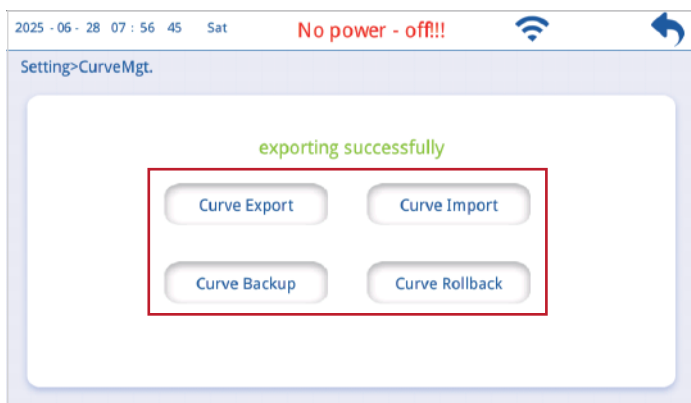 2025 - 06 - 28 07 : 56 45 Sat No power - off!!!
Setting>CurveMgt.
exporting successfully
Curve Export Curve Import
Curve Backup Curve Rollback